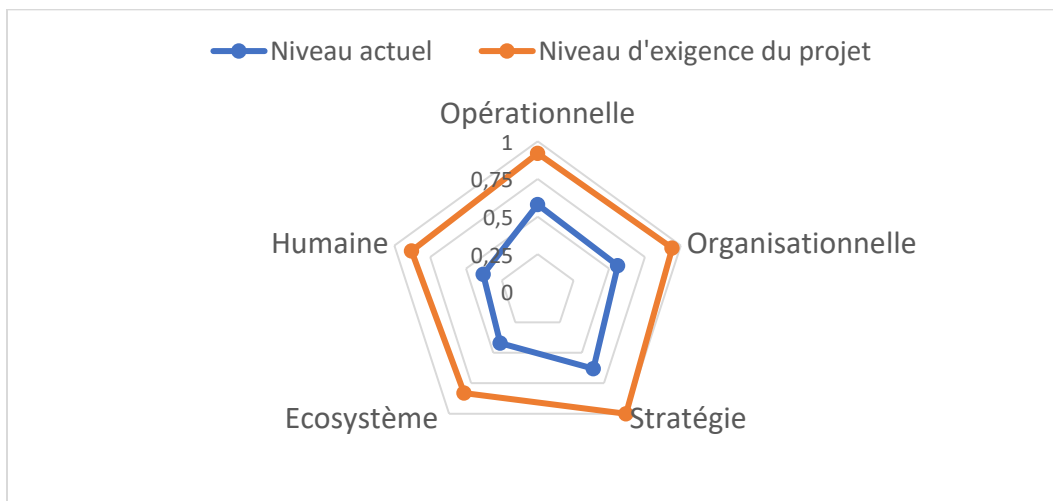 Niveau actuel
Niveau d'exigence du projet
Opérationnelle
1
0,75
0,5
0,25
0
Humaine
Organisationnelle
Ecosystème
Stratégie